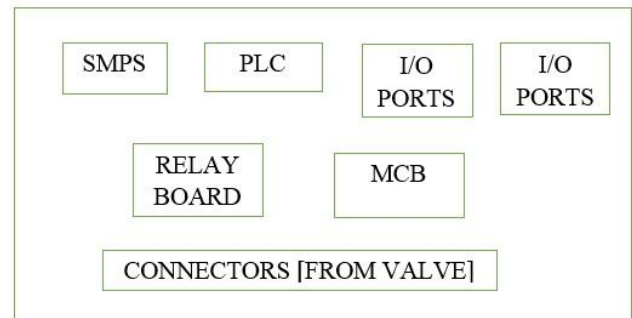 SMPS
PLC
I/O
PORTS
I/O
PORTS
RELAY
BOARD
MCB
CONNECTORS [FROM VALVE]